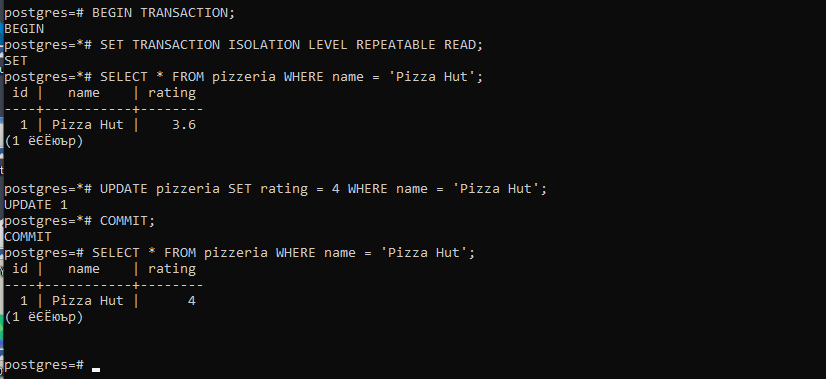 postgres=# BEGIN TRANSACTION;
BEGIN
postgres=*# SET TRANSACTION ISOLATION LEVEL REPEATABLE READ;
SET
postgres=*# SELECT * FROM pizzeria WHERE name = 'Pizza Hut';
 id |   name    | rating
----+-----------+--------
  1 | Pizza Hut |    3.6
(1 ёЄЁюър)
postgres=*# UPDATE pizzeria SET rating = 4 WHERE name = 'Pizza Hut';
UPDATE 1
postgres=*# COMMIT;
COMMIT
postgres=# SELECT * FROM pizzeria WHERE name = 'Pizza Hut';
 id |   name    | rating
----+-----------+--------
  1 | Pizza Hut |      4
(1 ёЄЁюър)
postgres=#